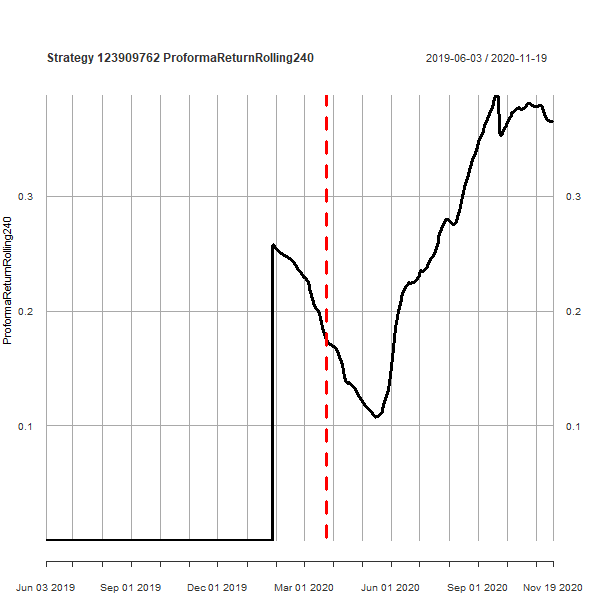 Strategy 123909762 ProformaReturnRolling240
2019-06-03 / 2020-11-19
ProformaReturnRolling240
0.3
0.3
0.2
0.2
0.1
0.1
Jun 03 2019
Sep 01 2019
Dec 01 2019
Mar 01 2020
Jun 01 2020
Sep 01 2020
Nov 19 2020